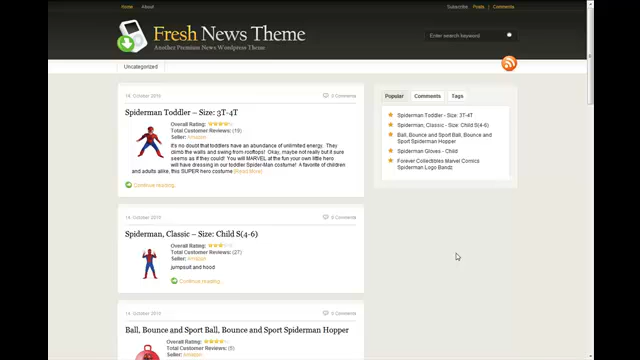 Home About Subscribe: Posts | Comments
Fresh News Theme
Another Premium News Wordpress Theme
Enter search keyword
Uncategorized
14. October 2010 0 Comments
Spiderman Toddler – Size: 3T-4T
Overall Rating:
Total Customer Reviews: (19)
Seller: Amazon
It's no doubt that toddlers have an abundance of unlimited energy. They
climb the walls and swing from rooftops! Okay, maybe not really but it sure
seems as if they could! You will MARVEL at the fun your own little hero
will have dressing in our toddler Spider-Man costume! A favorite of children
and adults alike, this SUPER hero costume [Read More]
Continue reading...
14. October 2010 0 Comments
Spiderman, Classic – Size: Child S(4-6)
Overall Rating:
Total Customer Reviews: (27)
Seller: Amazon
jumpsuit and hood
Continue reading...
14. October 2010 0 Comments
Ball, Bounce and Sport Ball, Bounce and Sport Spiderman Hopper
Overall Rating:
Total Customer Reviews: (5)
Seller: Amazon
Popular Comments Tags
Spiderman Toddler - Size: 3T-4T
Spiderman, Classic - Size: Child S(4-6)
Ball, Bounce and Sport Ball, Bounce and
Sport Spiderman Hopper
Spiderman Gloves - Child
Forever Collectibles Marvel Comics
Spiderman Logo Bandz